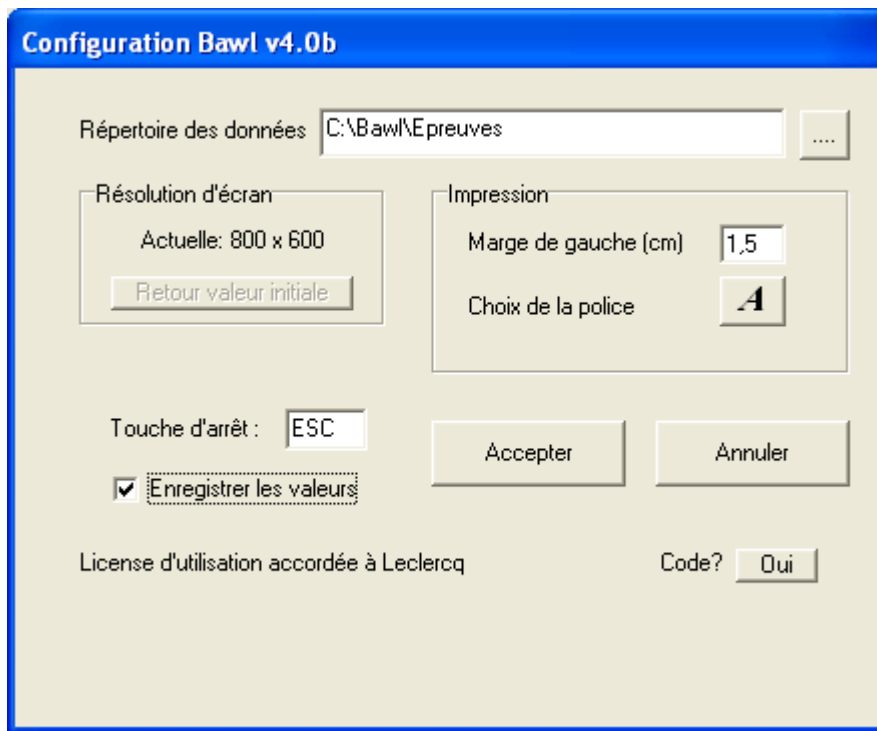 Configuration Bawl v4.0b
Répertoire des données C:\Bawl\Epreuves ....
Résolution d'écran
Actuelle: 800 x 600
Retour valeur initiale
Impression
Marge de gauche (cm) 1,5
Choix de la police A
Touche d'arrêt : ESC
Enregistrer les valeurs
Accepter
Annuler
License d'utilisation accordée à Leclercq
Code? Oui